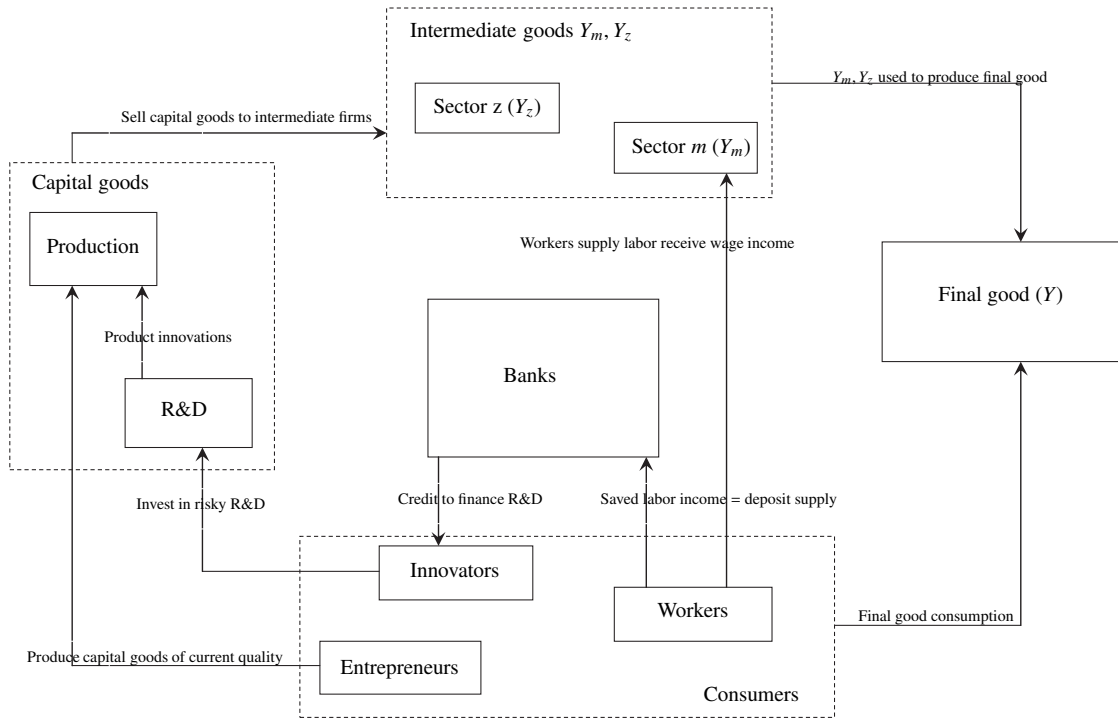 Intermediate goods Y_m, Y_z
Y_m, Y_z used to produce final good
Sector z (Y_z)
Sell capital goods to intermediate firms
Sector m (Y_m)
Capital goods
Production
Workers supply labor receive wage income
Final good (Y)
Product innovations
Banks
R&D
Invest in risky R&D
Credit to finance R&D
Saved labor income = deposit supply
Innovators
Workers
Final good consumption
Produce capital goods of current quality
Entrepreneurs
Consumers